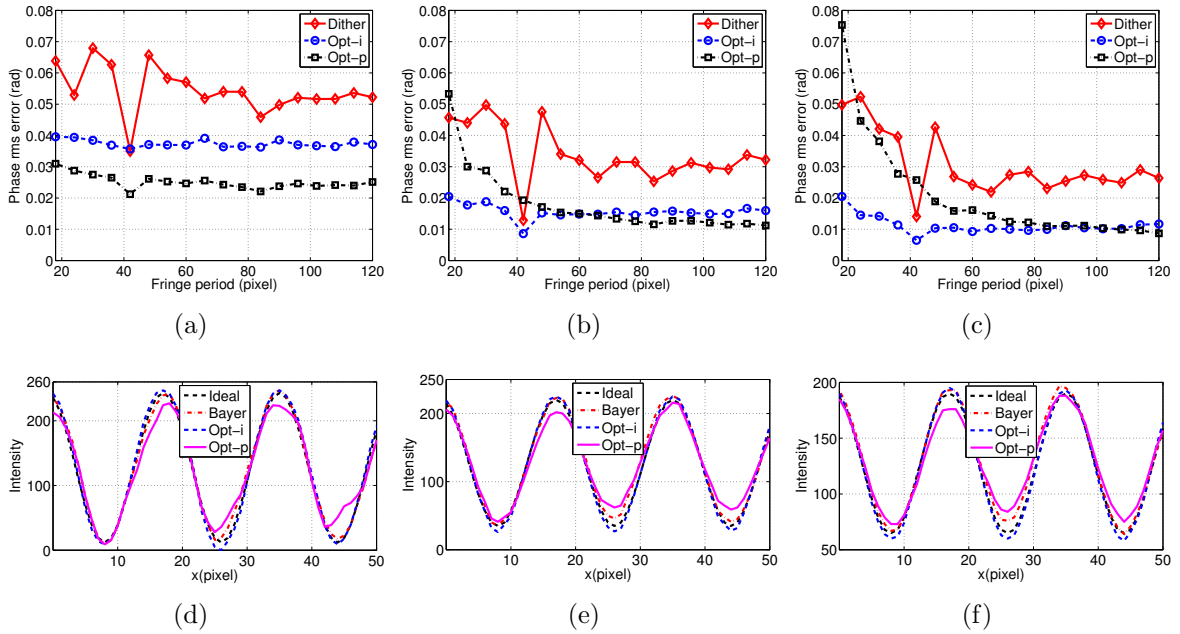 0.08
0.07
0.06
0.05
0.04
0.03
0.02
0.01
0
Phase rms error (rad)
20 40 60 80 100 120
Fringe period (pixel)
Dither
Opt-i
Opt-p
(a)
0.08
0.07
0.06
0.05
0.04
0.03
0.02
0.01
0
Phase rms error (rad)
20 40 60 80 100 120
Fringe period (pixel)
Dither
Opt-i
Opt-p
(b)
0.08
0.07
0.06
0.05
0.04
0.03
0.02
0.01
0
Phase rms error (rad)
20 40 60 80 100 120
Fringe period (pixel)
Dither
Opt-i
Opt-p
(c)
260
200
100
0
Intensity
0 10 20 30 40 50
x(pixel)
Ideal
Bayer
Opt-i
Opt-p
(d)
250
200
150
100
50
0
Intensity
0 10 20 30 40 50
x(pixel)
Ideal
Bayer
Opt-i
Opt-p
(e)
200
150
100
50
Intensity
0 10 20 30 40 50
x(pixel)
Ideal
Bayer
Opt-i
Opt-p
(f)